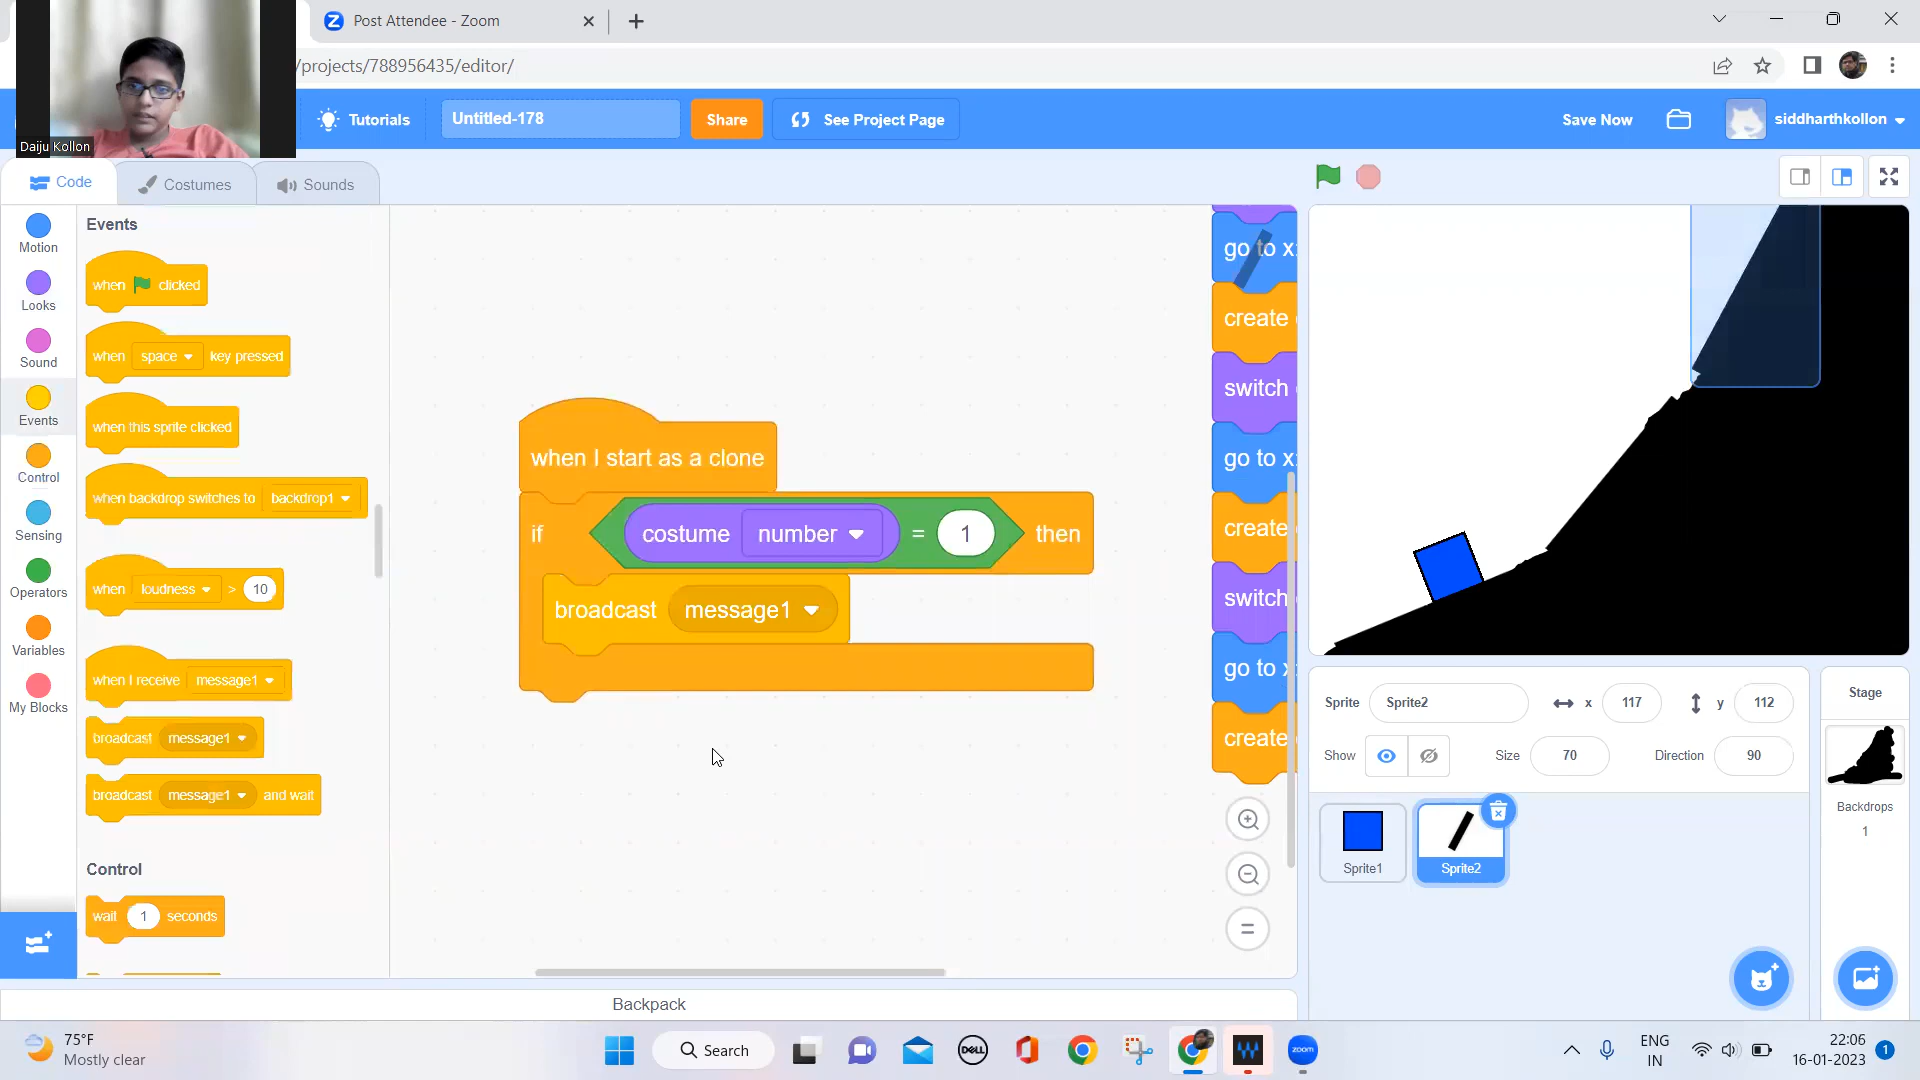 Post Attendee - Zoom
/projects/788956435/editor/
Daiju Kollon
Tutorials
Untitled-178
Share
See Project Page
Save Now
siddharthkollon
Code
Costumes
Sounds
Motion
Looks
Sound
Events
Control
Sensing
Operators
Variables
My Blocks
Events
when clicked
when space key pressed
when this sprite clicked
when backdrop switches to backdrop1
when loudness > 10
when I receive message1
broadcast message1
broadcast message1 and wait
Control
wait 1 seconds
when I start as a clone
if costume number = 1 then
broadcast message1
go to x:
create
switch
go to x:
create
switch
go to x:
create
Sprite Sprite2 x 117 y 112
Show Size 70 Direction 90
Sprite1
Sprite2
Stage
Backdrops
1
Backpack
75°F
Mostly clear
Search
DELL
zoom
ENG
IN
22:06
16-01-2023
1